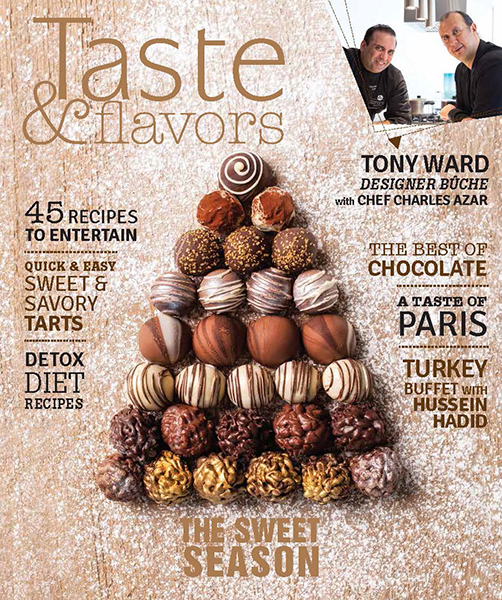 Taste
& flavors
TONY WARD
DESIGNER BÛCHE
with CHEF CHARLES AZAR
45 RECIPES
TO ENTERTAIN
QUICK & EASY
SWEET &
SAVORY
TARTS
DETOX
DIET
RECIPES
THE BEST OF
CHOCOLATE
A TASTE OF
PARIS
TURKEY
BUFFET WITH
HUSSEIN
HADID
THE SWEET
SEASON